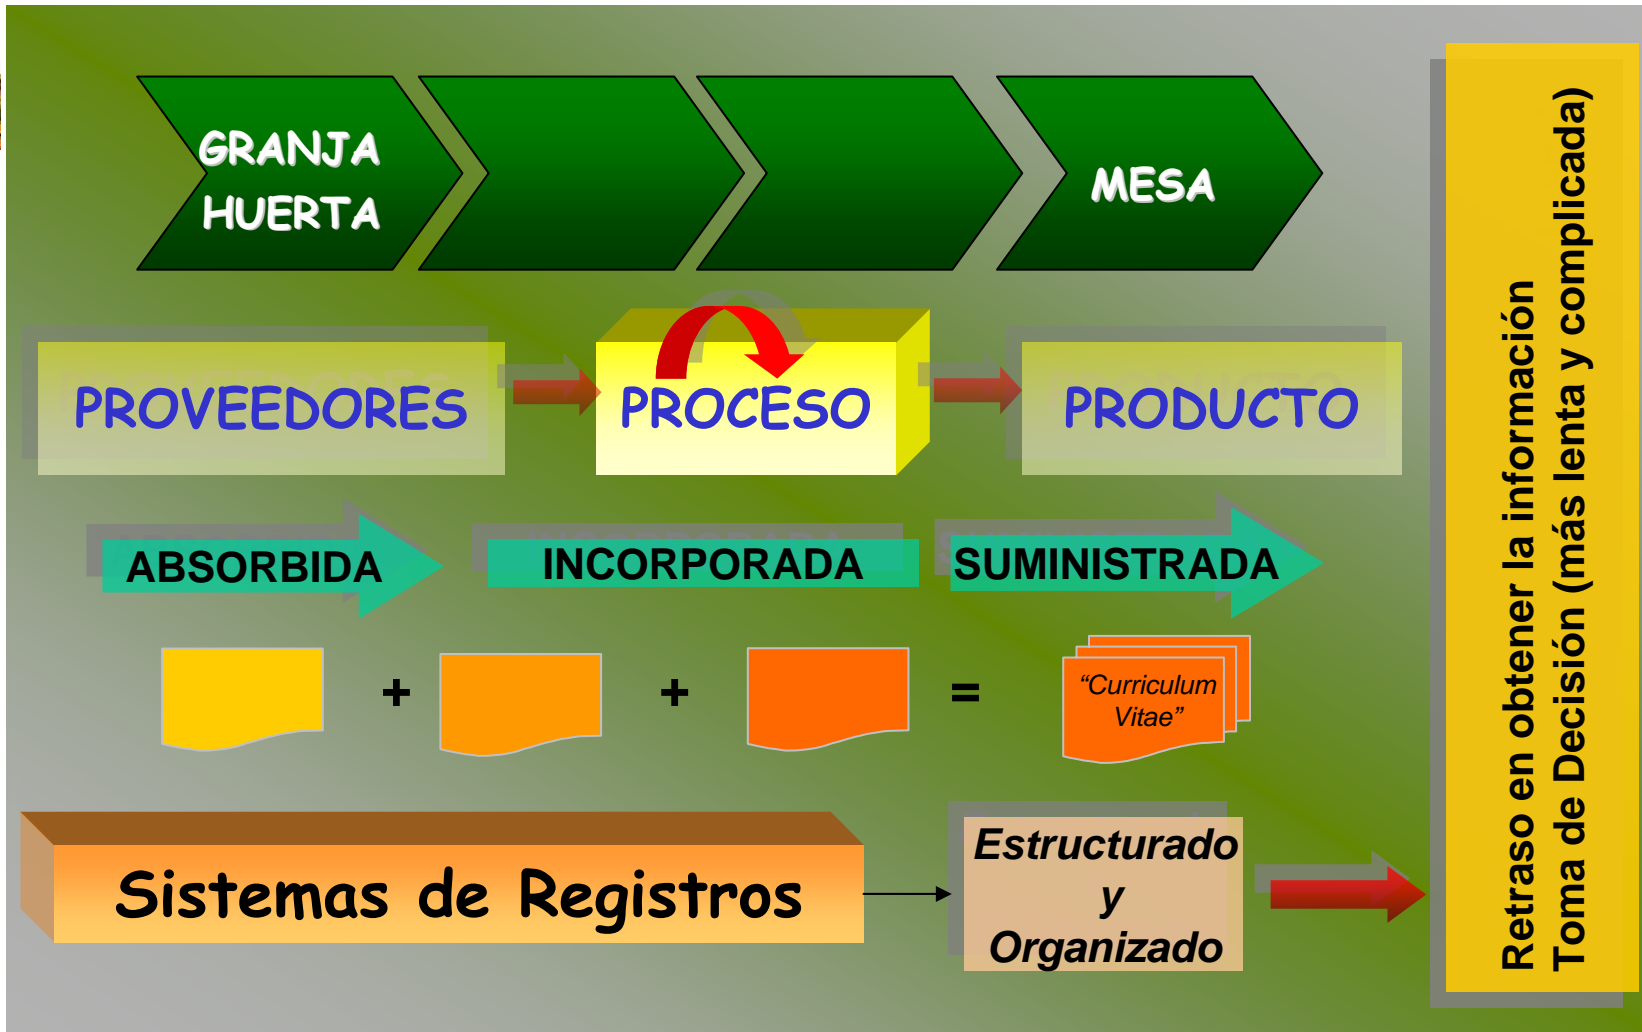 GRANJA
HUERTA
MESA
PROVEEDORES
PROCESO
PRODUCTO
ABSORBIDA
INCORPORADA
SUMINISTRADA
+
+
=
“Curriculum
Vitae”
Sistemas de Registros
Estructurado
y
Organizado
Retraso en obtener la información
Toma de Decisión (más lenta y complicada)